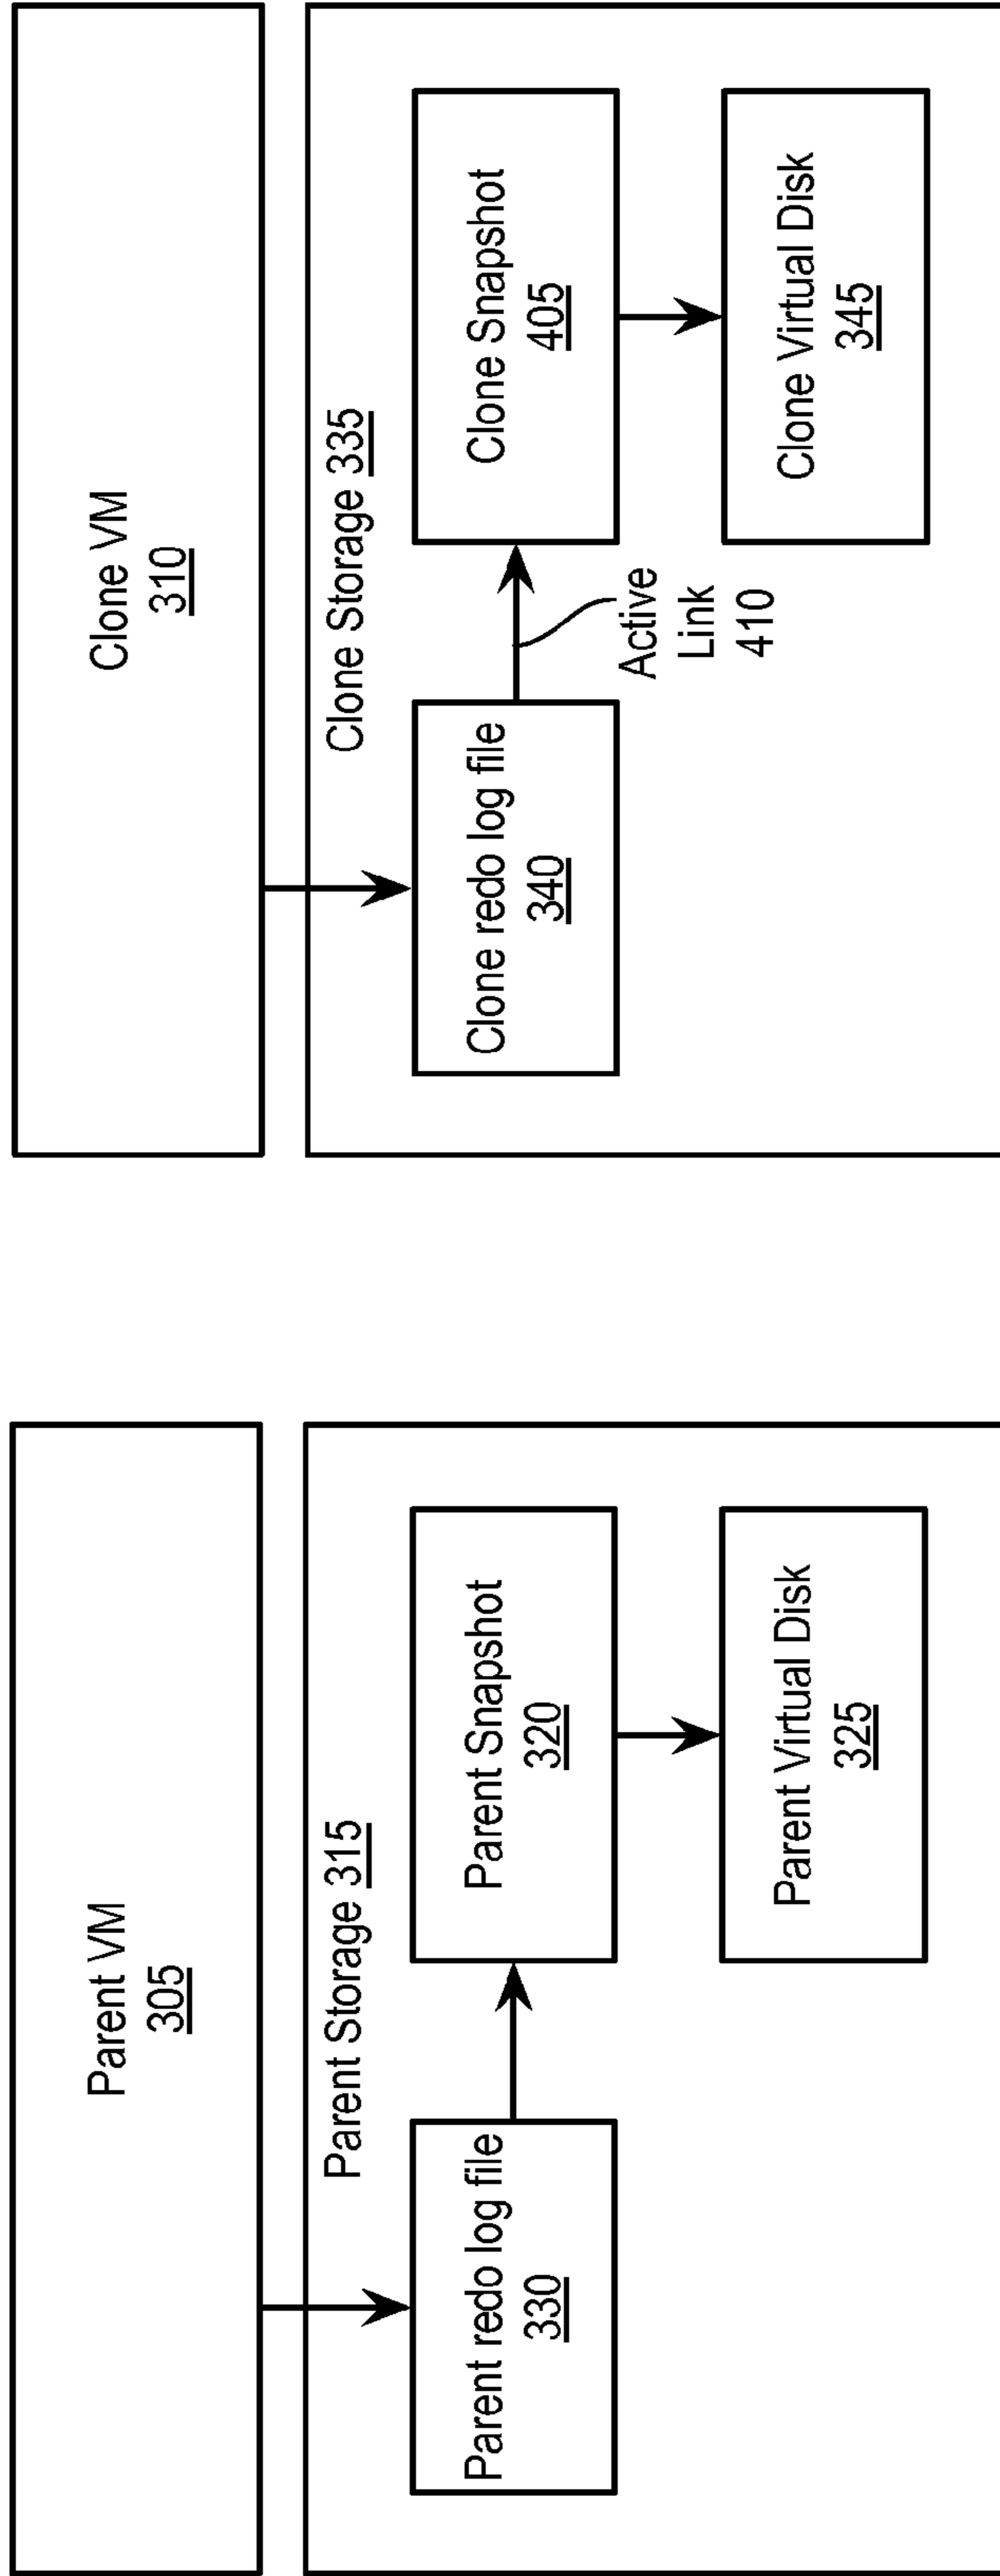 Parent VM
305
Parent Storage 315
Parent redo log file
330
Parent Snapshot
320
Parent Virtual Disk
325
Clone VM
310
Clone Storage 335
Clone redo log file
340
Active
Link
410
Clone Snapshot
405
Clone Virtual Disk
345